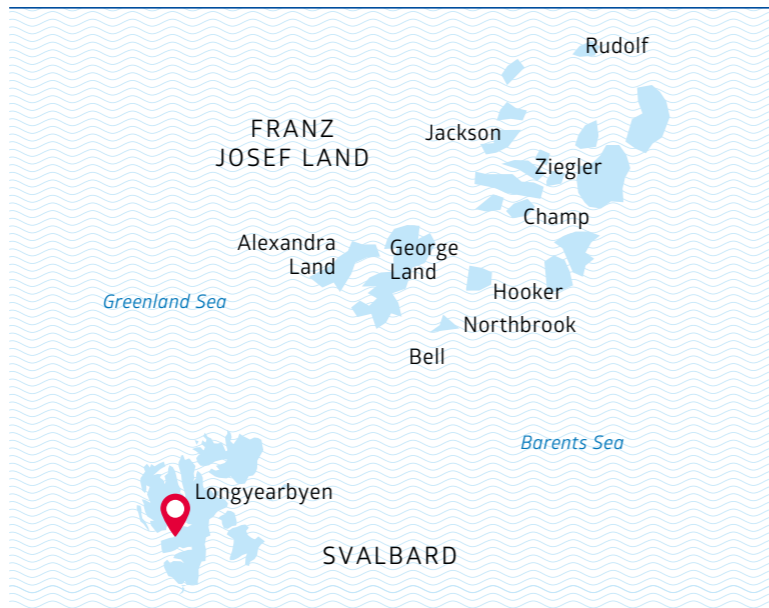 Rudolf
FRANZ
JOSEF LAND
Jackson
Ziegler
Champ
Alexandra
Land
George
Land
Hooker
Greenland Sea
Northbrook
Bell
Barents Sea
Longyearbyen
SVALBARD